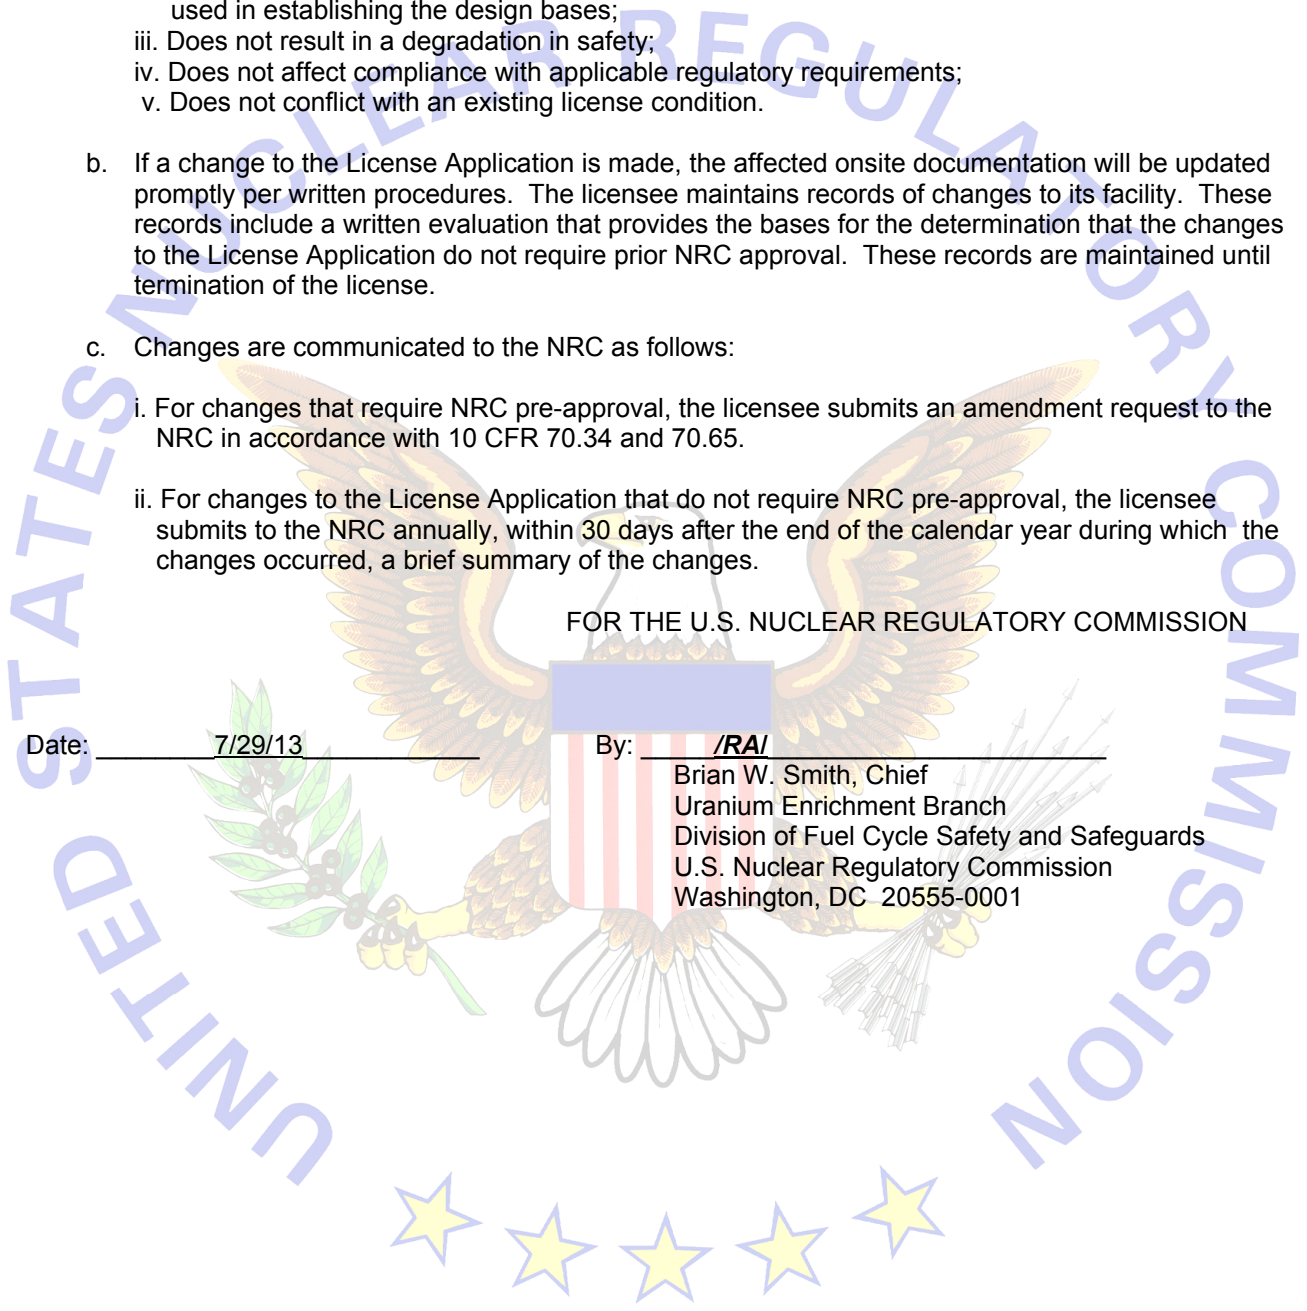 used in establishing the design bases;
iii. Does not result in a degradation in safety;
iv. Does not affect compliance with applicable regulatory requirements;
v. Does not conflict with an existing license condition.
b. If a change to the License Application is made, the affected onsite documentation will be updated
promptly per written procedures. The licensee maintains records of changes to its facility. These
records include a written evaluation that provides the bases for the determination that the changes
to the License Application do not require prior NRC approval. These records are maintained until
termination of the license.
c. Changes are communicated to the NRC as follows:
i. For changes that require NRC pre-approval, the licensee submits an amendment request to the
NRC in accordance with 10 CFR 70.34 and 70.65.
ii. For changes to the License Application that do not require NRC pre-approval, the licensee
submits to the NRC annually, within 30 days after the end of the calendar year during which the
changes occurred, a brief summary of the changes.
FOR THE U.S. NUCLEAR REGULATORY COMMISSION
Date: ________7/29/13____________ By: _____/RA/_______________________
Brian W. Smith, Chief
Uranium Enrichment Branch
Division of Fuel Cycle Safety and Safeguards
U.S. Nuclear Regulatory Commission
Washington, DC 20555-0001
UNITED STATES NUCLEAR REGULATORY COMMISSION